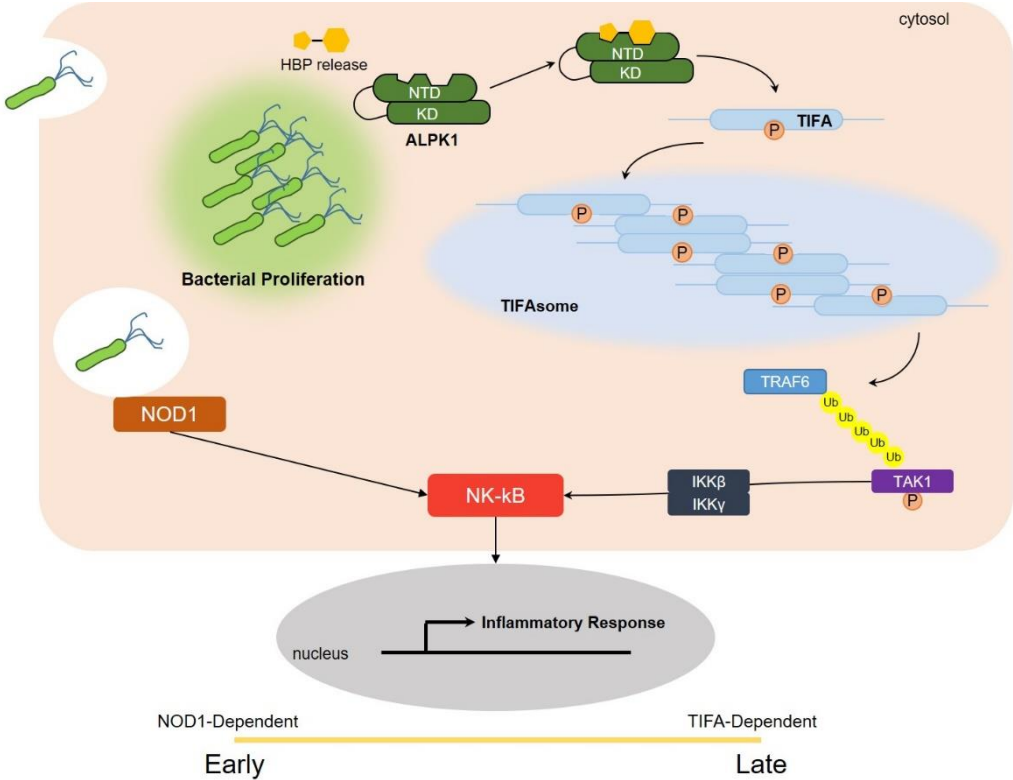 cytosol
HBP release
NTD
KD
ALPK1
NTD
KD
P
TIFA
Bacterial Proliferation
P
P
P
P
P
P
TIFAsome
TRAF6
Ub
Ub
Ub
Ub
Ub
NOD1
NK-kB
IKKβ
IKKγ
TAK1
P
Inflammatory Response
nucleus
NOD1-Dependent
TIFA-Dependent
Early
Late